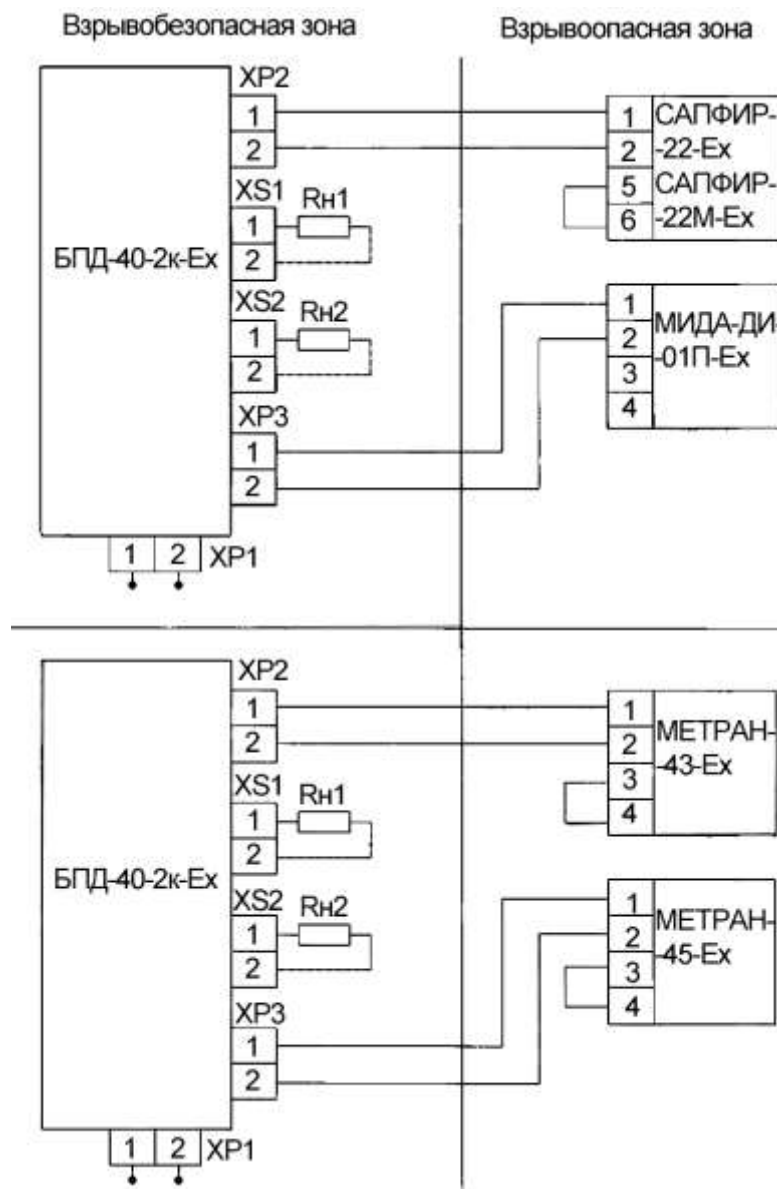 Взрывобезопасная зона
Взрывоопасная зона
БПД-40-2к-Ех
XP2
1
2
XS1
1
2
Rн1
XS2
1
2
Rн2
XP3
1
2
1 2 XP1
1
2
5
6
САПФИР-
-22-Ех
САПФИР-
-22М-Ех
1
2
3
4
МИДА-ДИ-
-01П-Ех
БПД-40-2к-Ех
XP2
1
2
XS1
1
2
Rн1
XS2
1
2
Rн2
XP3
1
2
1 2 XP1
1
2
3
4
МЕТРАН-
-43-Ех
1
2
3
4
МЕТРАН-
-45-Ех